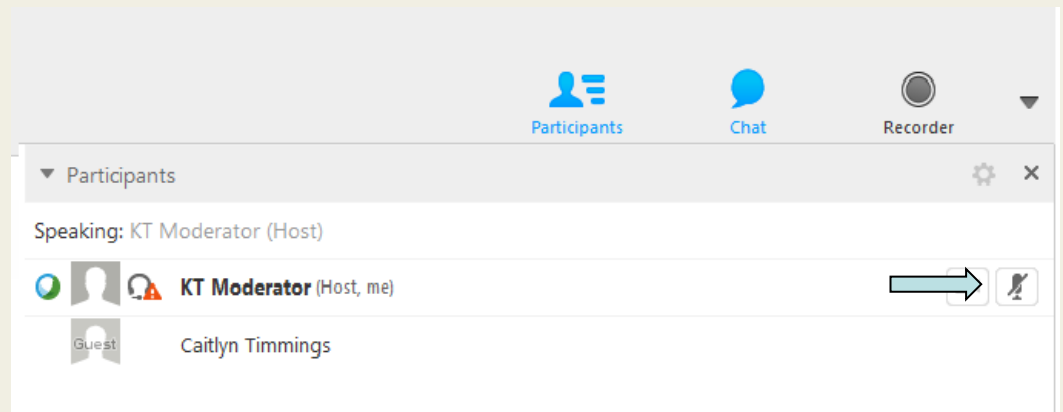 Participants Chat Recorder
Participants
Speaking: KT Moderator (Host)
KT Moderator (Host, me)
Guest Caitlyn Timmings